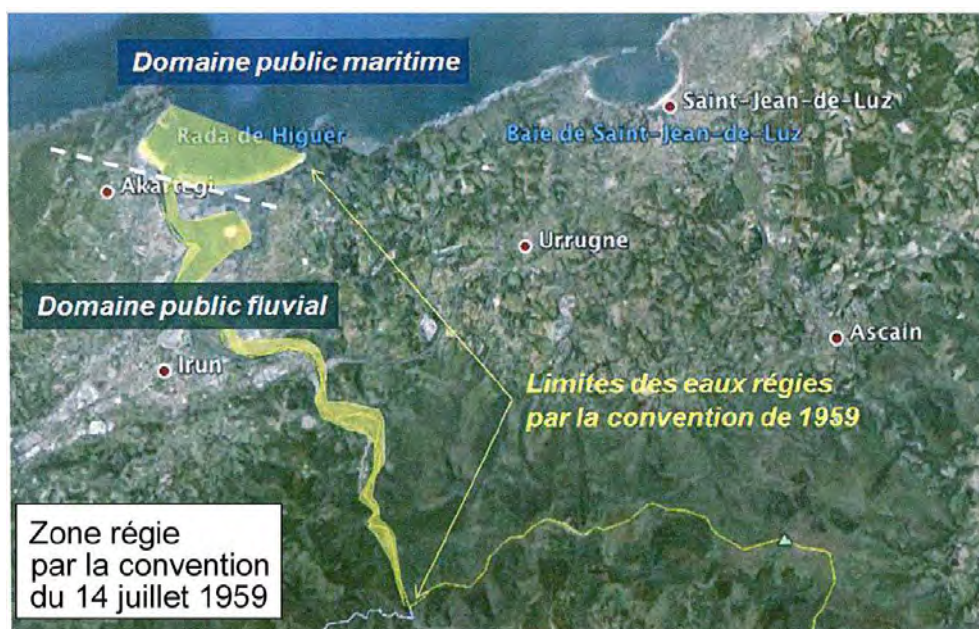 Domaine public maritime
Saint-Jean-de-Luz
Rada de Higuer
Baie de Saint-Jean-de-Luz
Akartegi
Urrugne
Domaine public fluvial
Ascain
Irun
Limites des eaux régies
par la convention de 1959
Zone régie
par la convention
du 14 juillet 1959